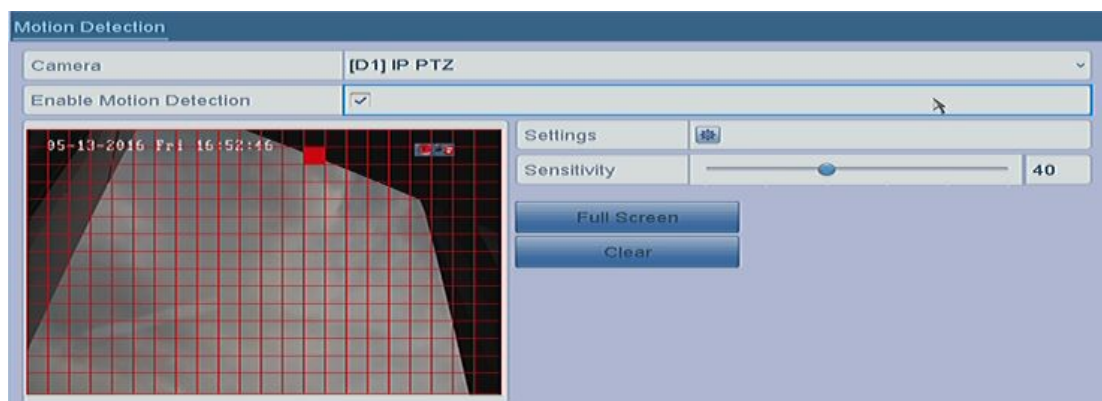 Motion Detection
Camera
[D1] IP PTZ
Enable Motion Detection
05-13-2016 Fri 16:52:46
Settings
Sensitivity
40
Full Screen
Clear